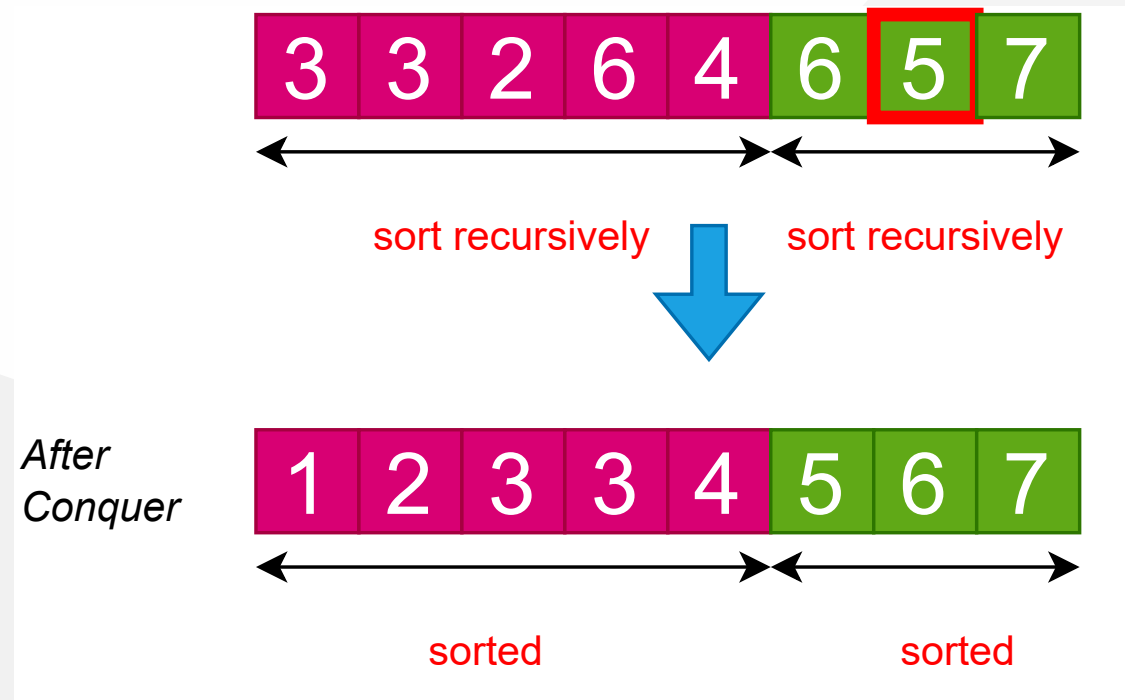 3 3 2 6 4 6 5 7
sort recursively sort recursively
After
Conquer
1 2 3 3 4 5 6 7
sorted sorted